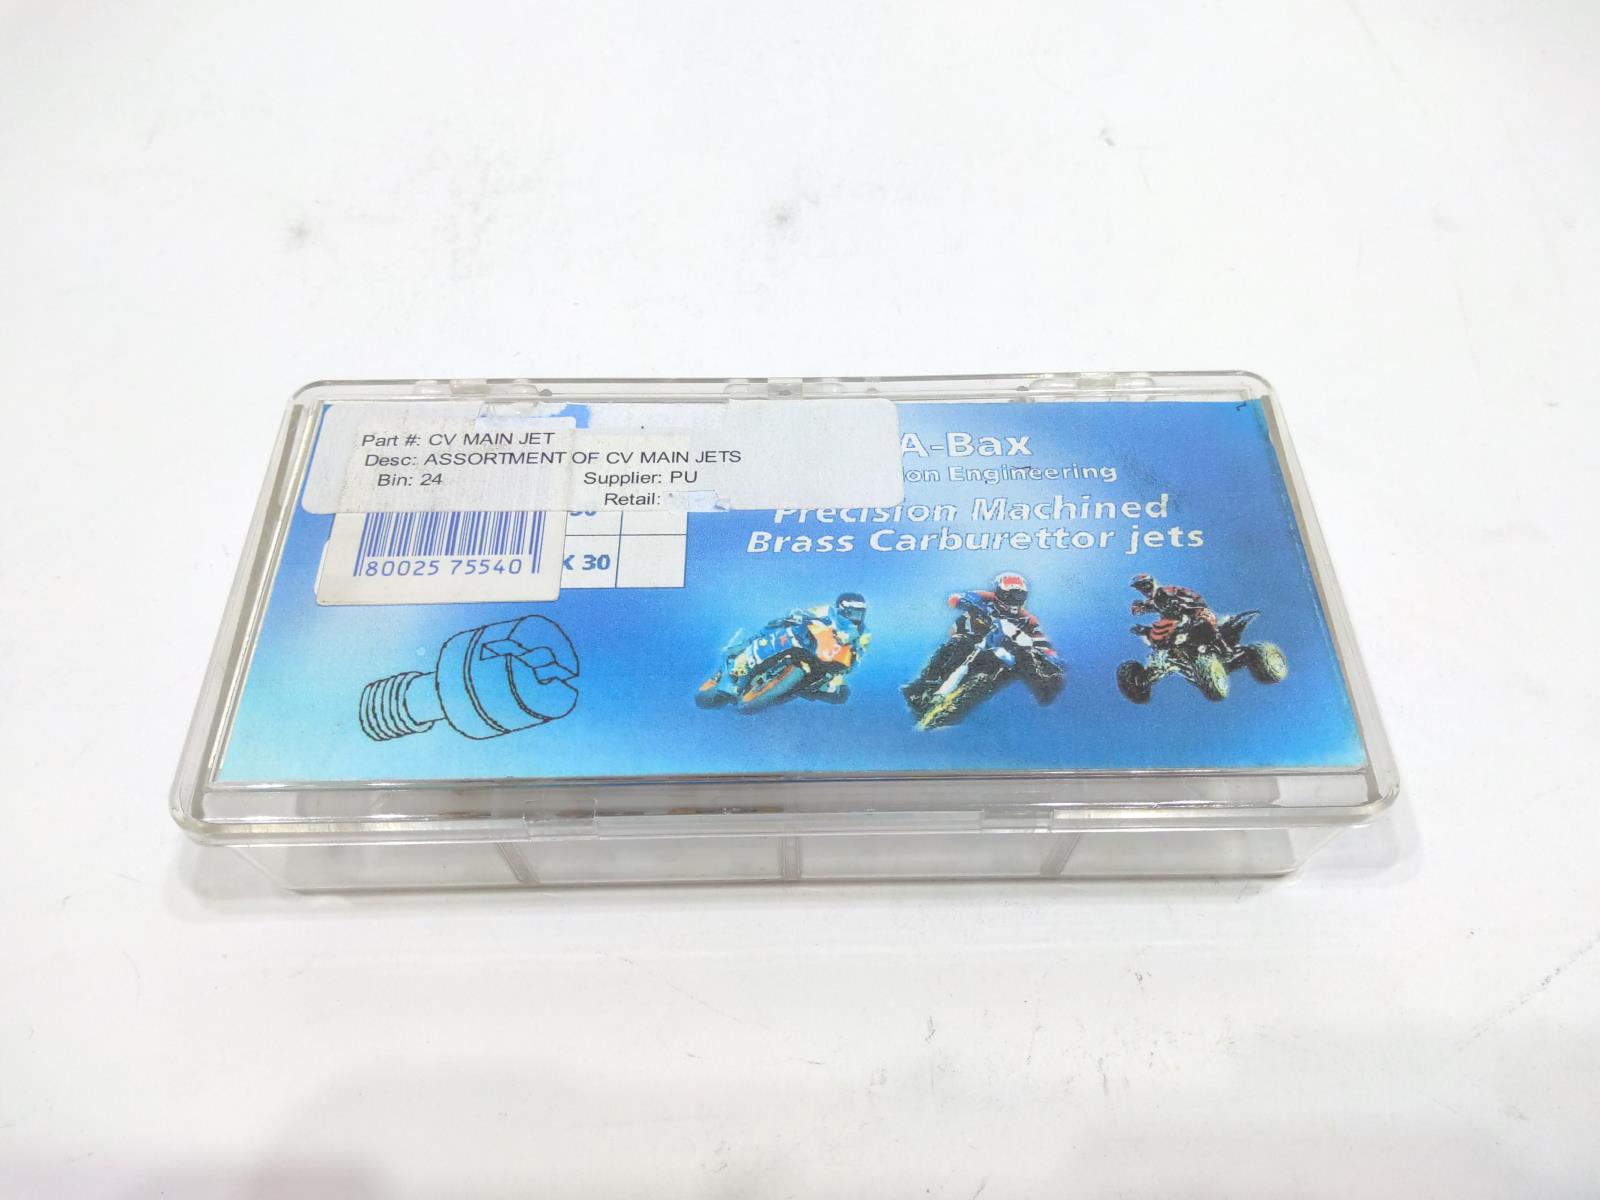 Part #: CV MAIN JET
Desc: ASSORTMENT OF CV MAIN JETS
Bin: 24 Supplier: PU
Retail:
A-Bax
Engineering
Precision Machined
Brass Carburettor jets
K 30
80025 75540